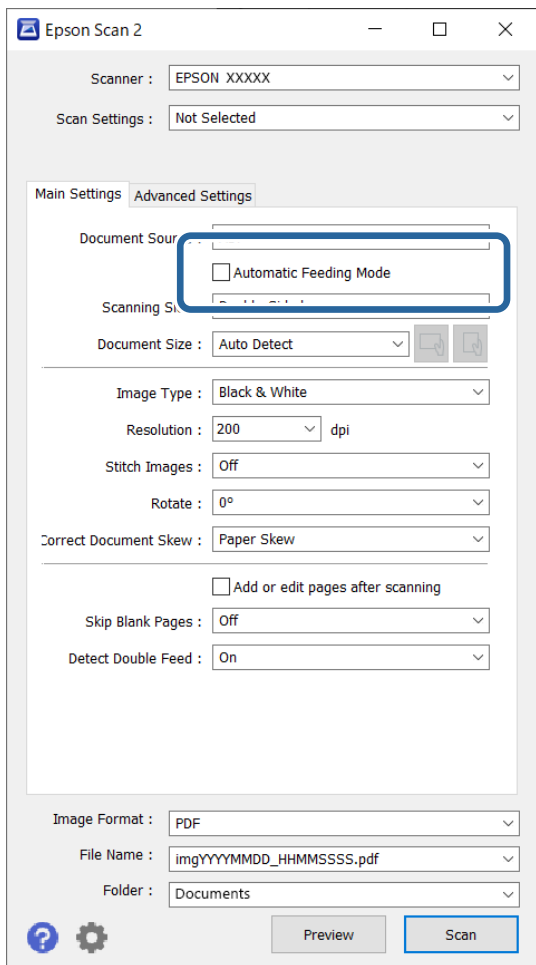 Epson Scan 2
Scanner : EPSON XXXXX
Scan Settings : Not Selected
Main Settings Advanced Settings
Document
Automatic Feeding Mode
Scanning
Document Size : Auto Detect
Image Type : Black & White
Resolution : 200 dpi
Stitch Images : Off
Rotate : 0°
Correct Document Skew : Paper Skew
Add or edit pages after scanning
Skip Blank Pages : Off
Detect Double Feed : On
Image Format : PDF
File Name : imgYYYYMMDD_HHMMSSSS.pdf
Folder : Documents
? Preview Scan